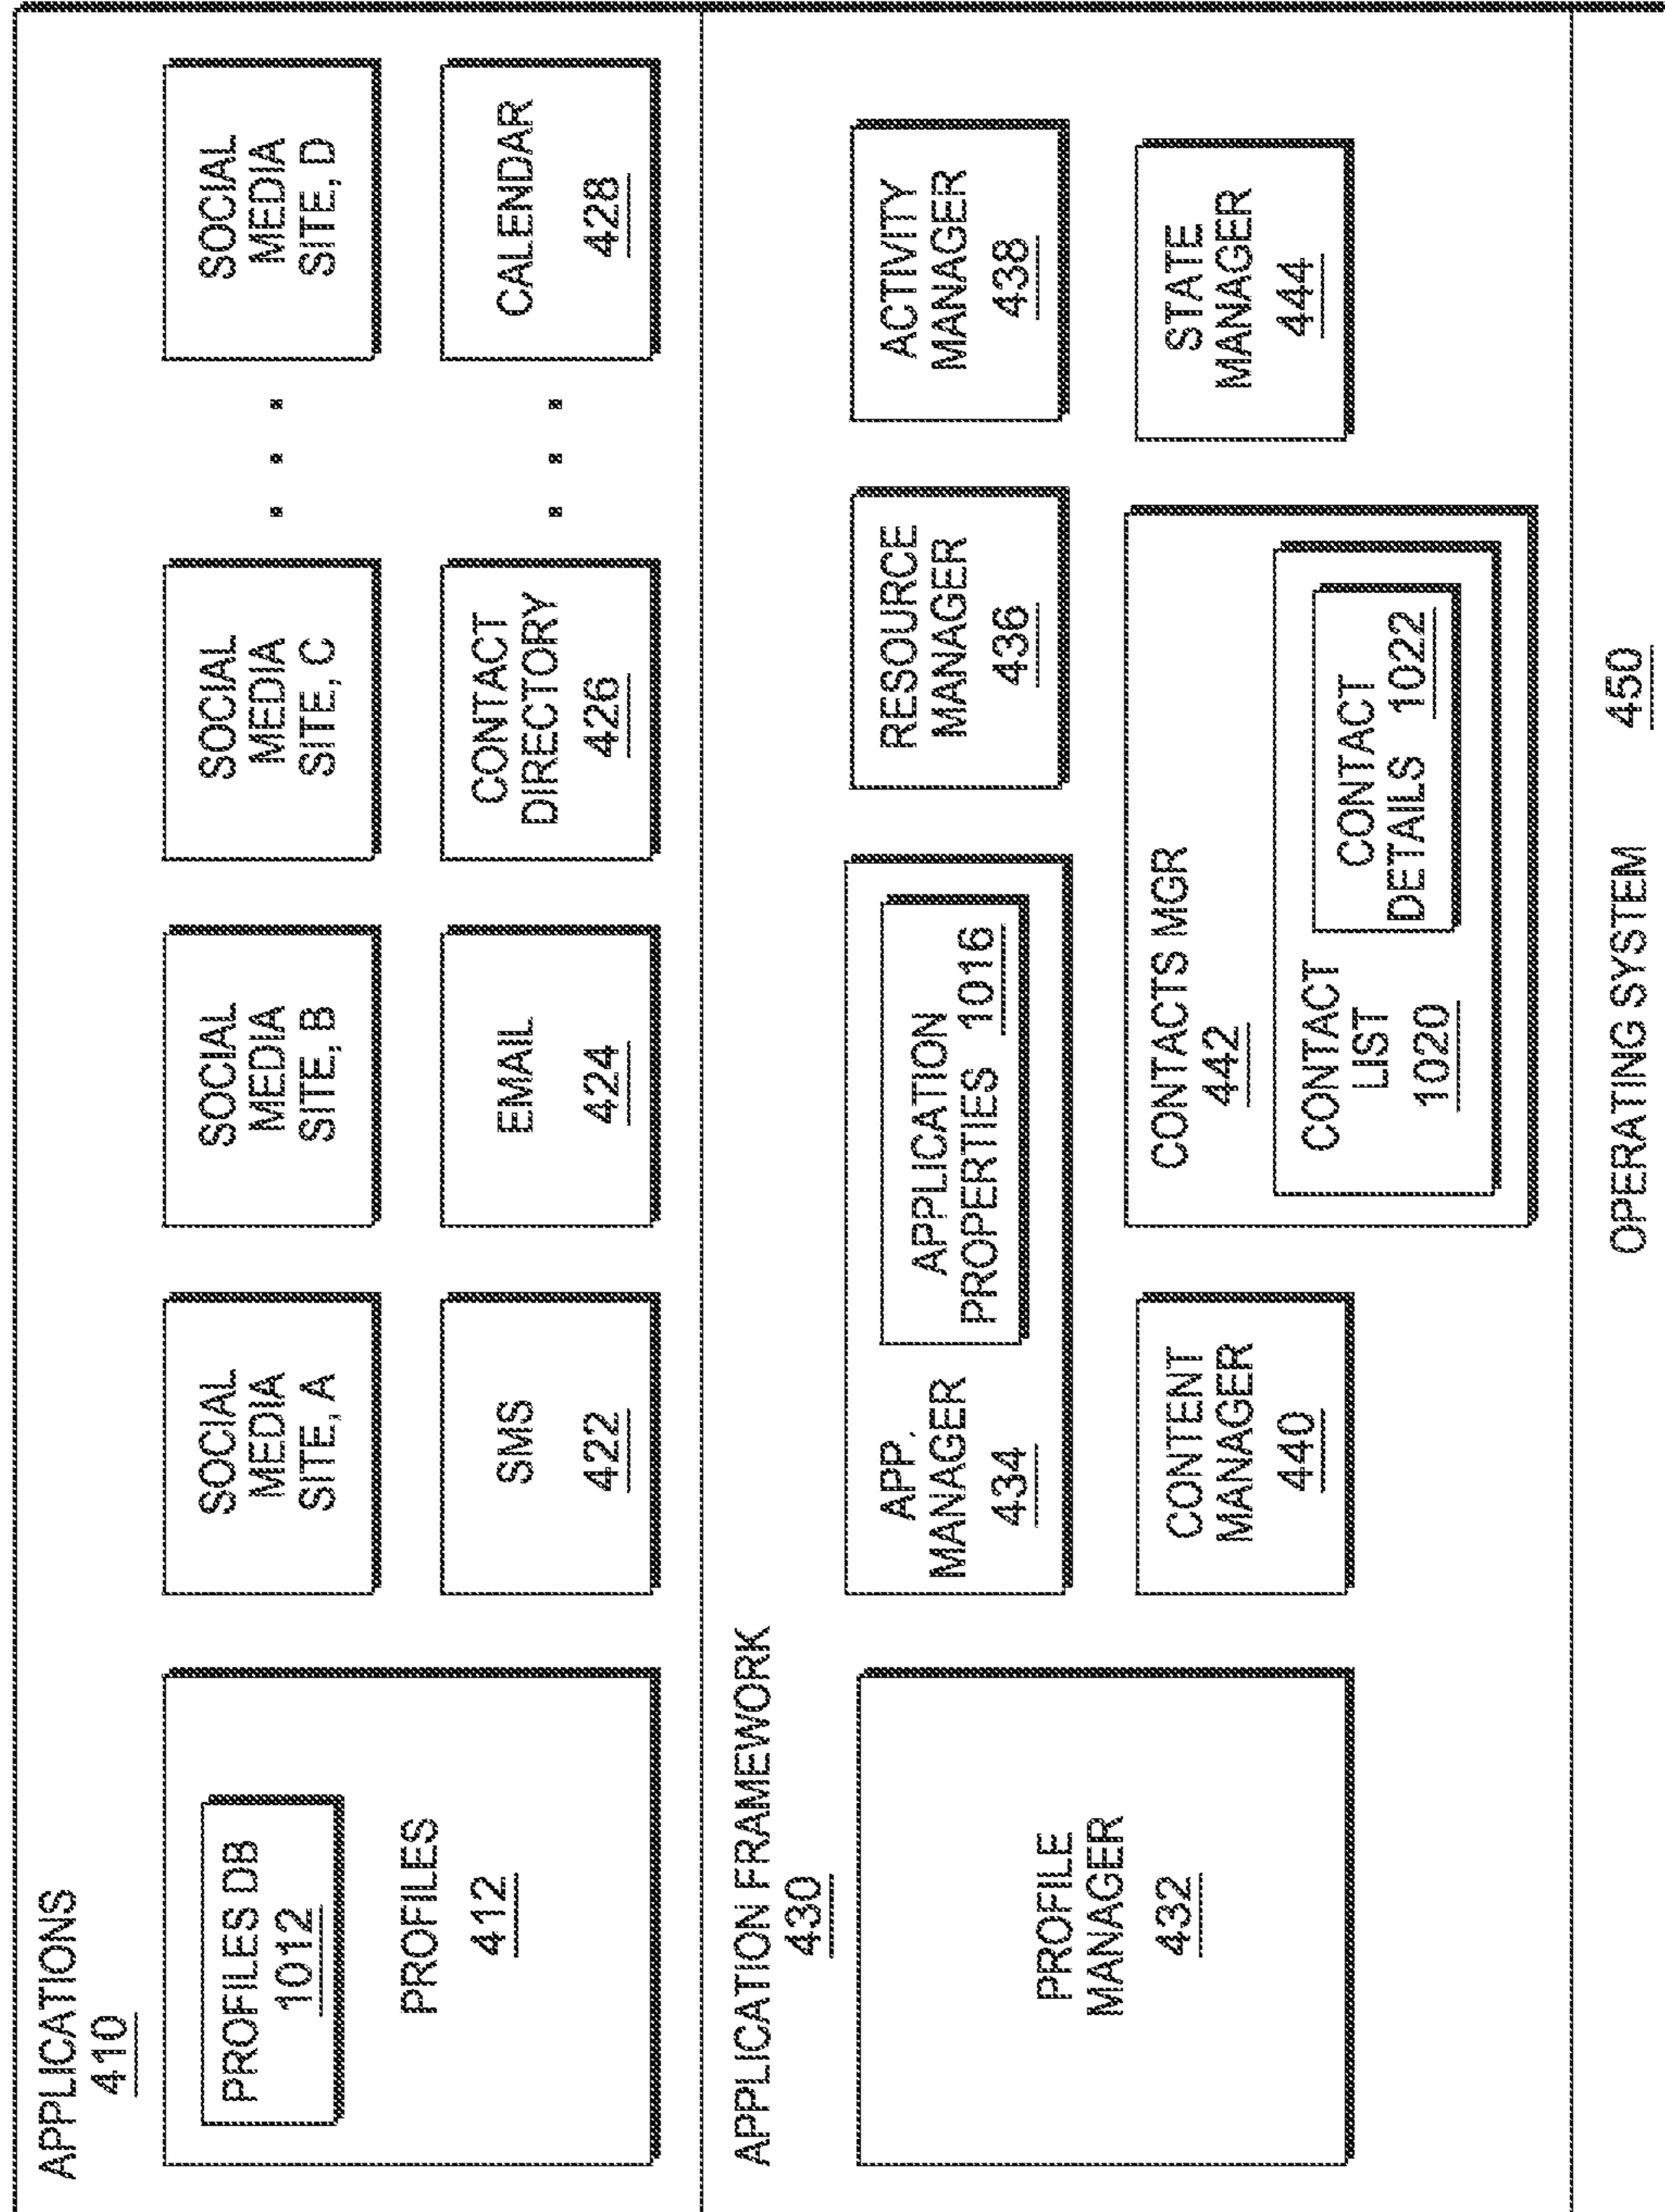 APPLICATIONS
410
PROFILES DB
1012
PROFILES
412
SOCIAL
MEDIA
SITE, A
SOCIAL
MEDIA
SITE, B
SOCIAL
MEDIA
SITE, C
SOCIAL
MEDIA
SITE, D
SMS
422
EMAIL
424
CONTACT
DIRECTORY
426
CALENDAR
428
APPLICATION FRAMEWORK
430
PROFILE
MANAGER
432
APP.
MANAGER
434
APPLICATION
PROPERTIES 1016
RESOURCE
MANAGER
436
ACTIVITY
MANAGER
438
CONTENT
MANAGER
440
CONTACTS MGR
442
CONTACT
LIST
1020
CONTACT
DETAILS 1022
STATE
MANAGER
444
OPERATING SYSTEM 450